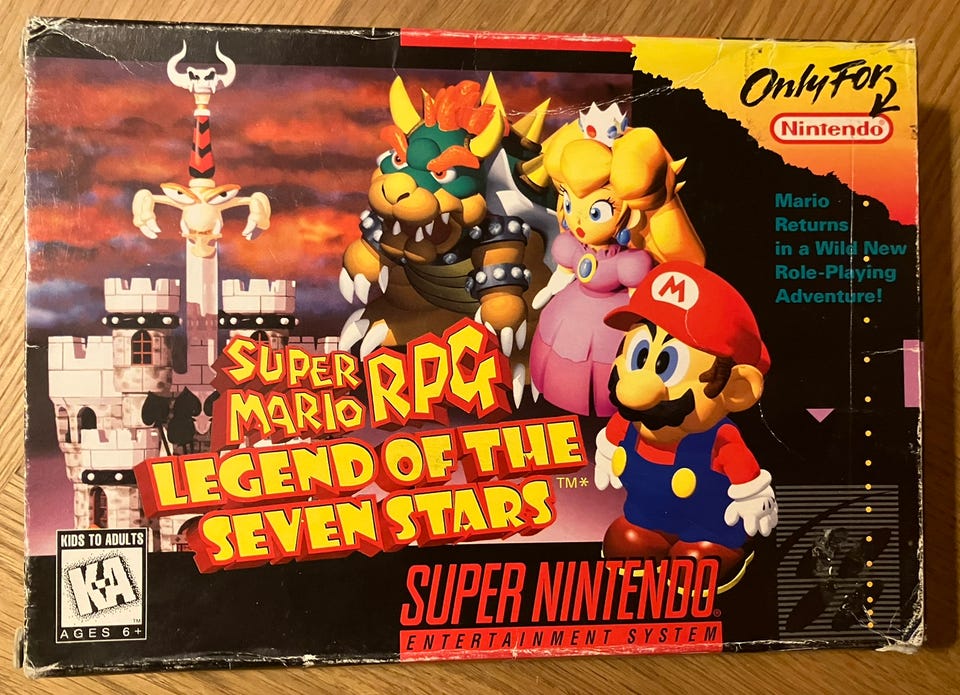 Only For
Nintendo®
Mario
Returns
in a Wild New
Role-Playing
Adventure!
M
SUPER
MARIO RPG
LEGEND OF THE
SEVEN STARS™*
KIDS TO ADULTS
K-A
TM
AGES 6+
SUPER NINTENDO®
ENTERTAINMENT SYSTEM